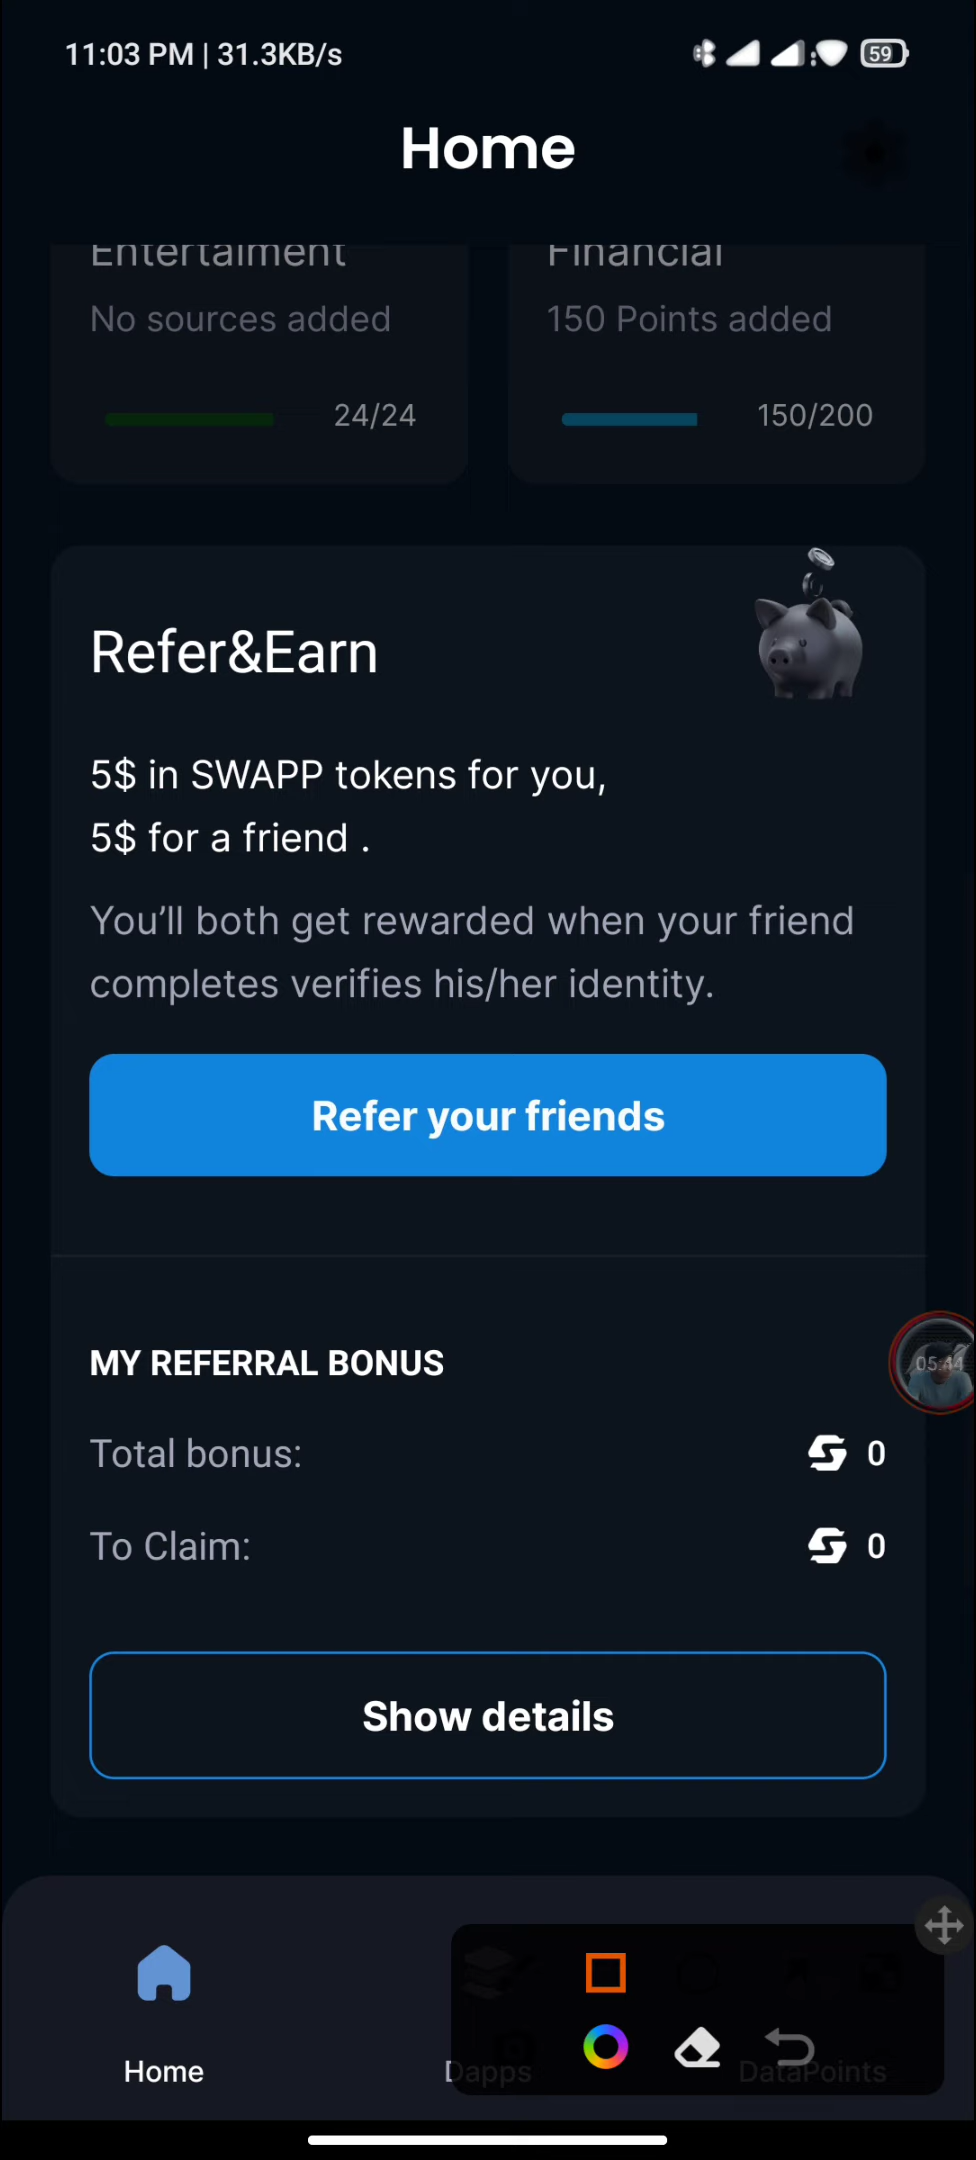 11:03 PM | 31.3KB/s
59
Home
Entertaiment
Financial
No sources added
150 Points added
24/24
150/200
Refer&Earn
5$ in SWAPP tokens for you,
5$ for a friend .
You'll both get rewarded when your friend
completes verifies his/her identity.
Refer your friends
MY REFERRAL BONUS
05:44
Total bonus:
0
To Claim:
0
Show details
Home
Dapps
DataPoints